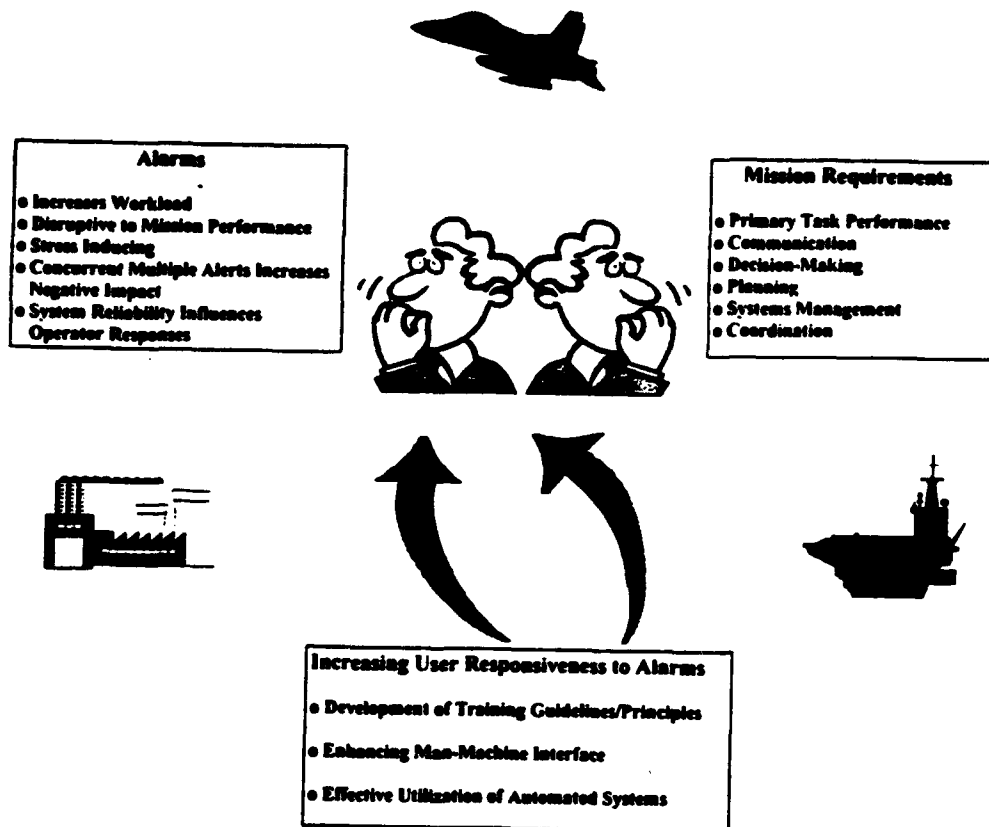 Alarms
• Increases Workload
• Disruptive to Mission Performance
• Stress Inducing
• Concurrent Multiple Alerts Increases
Negative Impact
• System Reliability Influences
Operator Responses
Mission Requirements
• Primary Task Performance
• Communication
• Decision-Making
• Planning
• Systems Management
• Coordination
Increasing User Responsiveness to Alarms
• Development of Training Guidelines/Principles
• Enhancing Man-Machine Interface
• Effective Utilization of Automated Systems